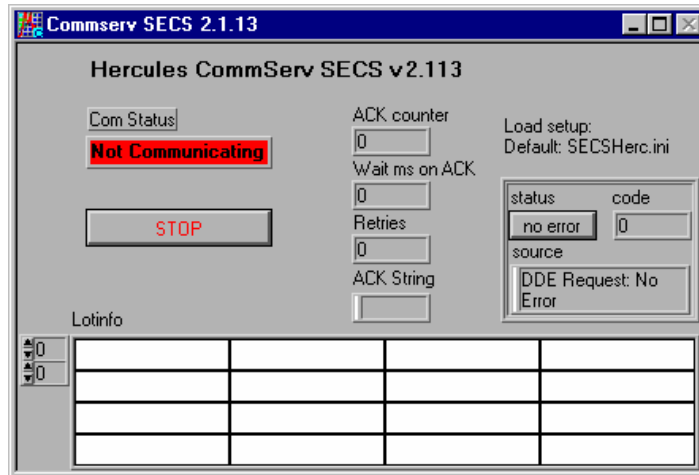 Commserv SECS 2.1.13
Hercules CommServ SECS v2.113
Com Status
Not Communicating
STOP
ACK counter
0
Wait ms on ACK
0
Retries
0
ACK String
Load setup:
Default: SECSHerc.ini
status code
no error 0
source
DDE Request: No
Error
Lotinfo
0
0